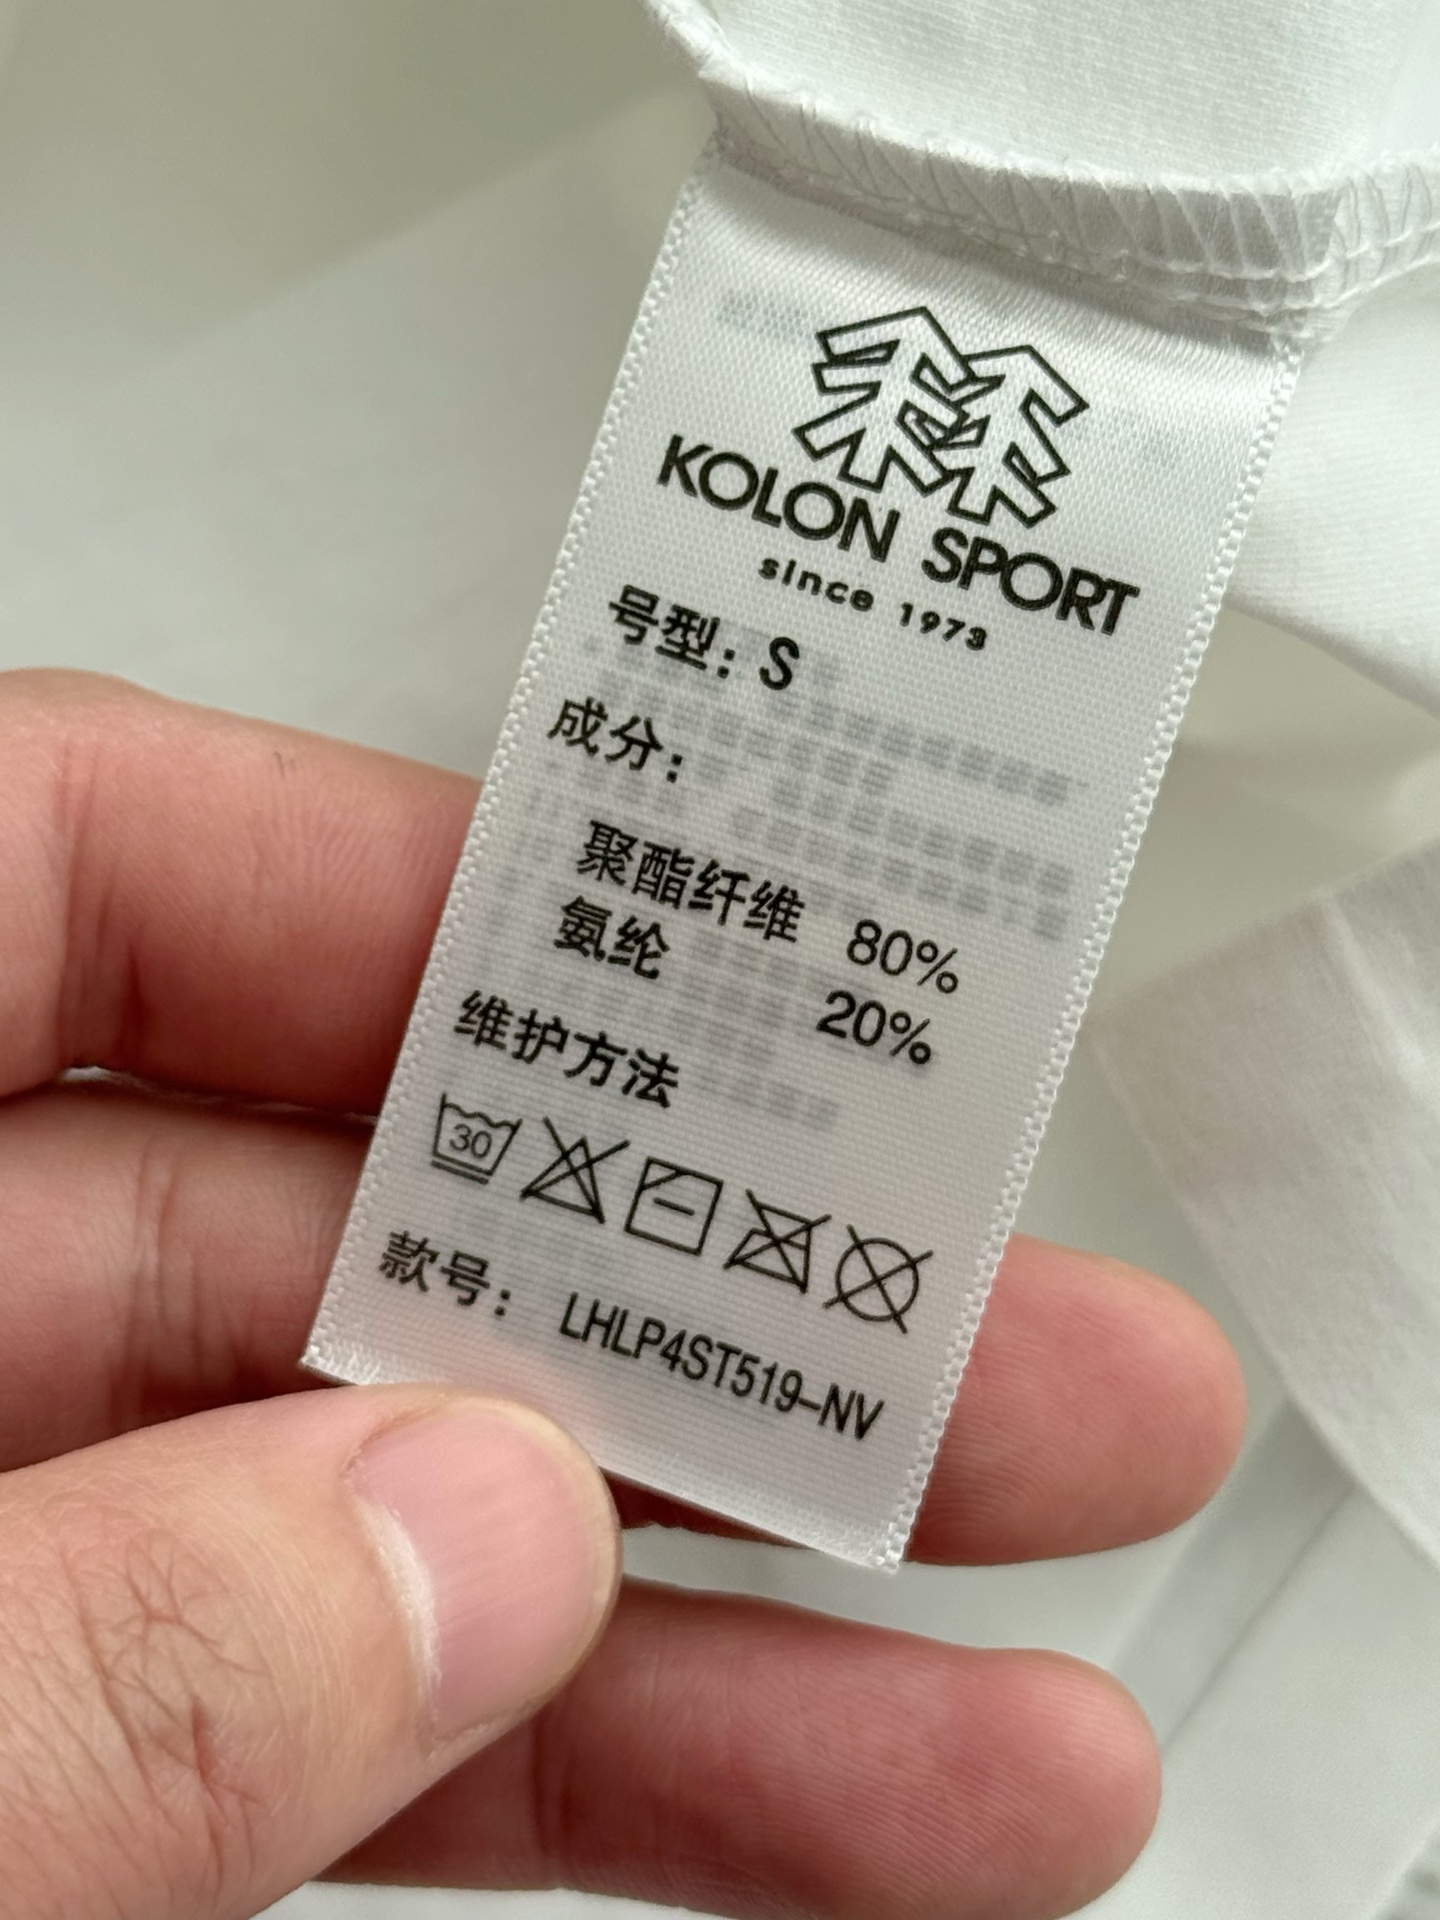 KOLON SPORT
since 1973
号型: S
成分:
聚酯纤维 80%
氨纶 20%
维护方法
30
款号: LHLP4ST519-NV